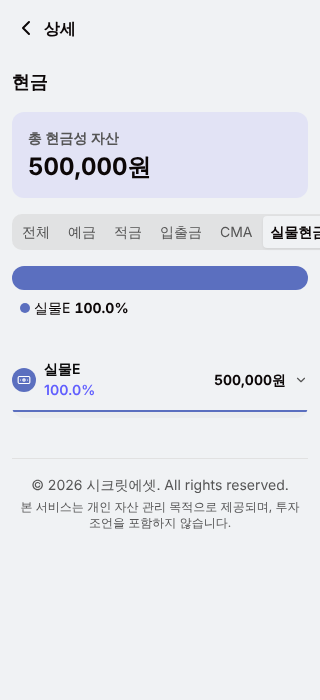 상세
현금
총 현금성 자산
500,000원
전체 예금 적금 입출금 CMA 실물현금
실물E 100.0%
실물E
100.0%
500,000원
© 2026 시크릿에셋. All rights reserved.
본 서비스는 개인 자산 관리 목적으로 제공되며, 투자
조언을 포함하지 않습니다.